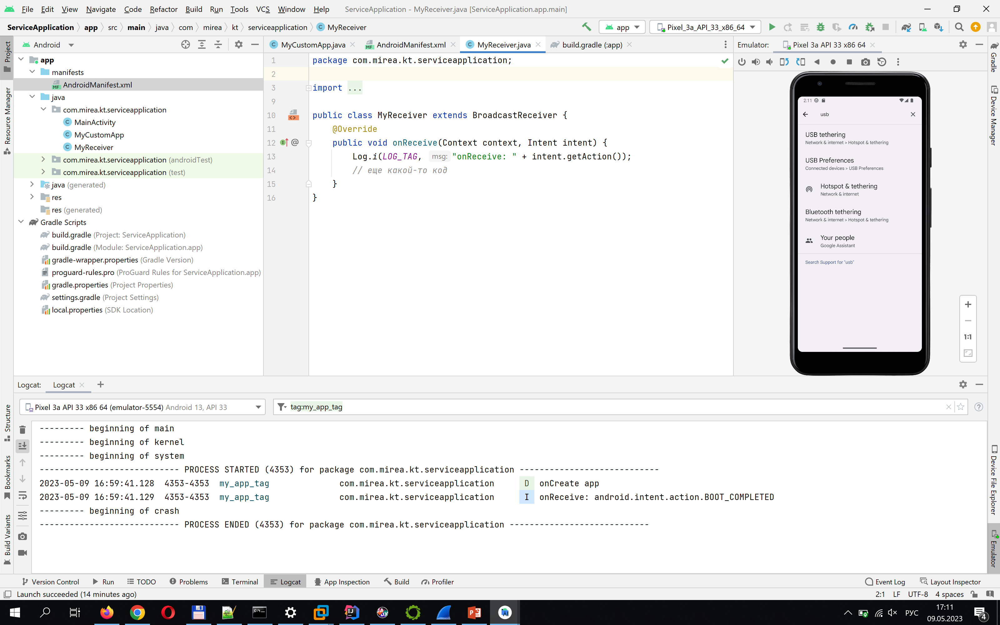 File Edit View Navigate Code Refactor Build Run Tools VCS Window Help ServiceApplication - MyReceiver.java [ServiceApplication.app.main]
ServiceApplication app src main java com mirea kt serviceapplication MyReceiver app Pixel_3a_API_33_x86_64
Android
MyCustomApp.java AndroidManifest.xml MyReceiver.java build.gradle (:app)
Emulator: Pixel 3a API 33 x86 64
Project
Resource Manager
Structure
Bookmarks
Build Variants
app
manifests
AndroidManifest.xml
java
com.mirea.kt.serviceapplication
MainActivity
MyCustomApp
MyReceiver
com.mirea.kt.serviceapplication (androidTest)
com.mirea.kt.serviceapplication (test)
java (generated)
res
res (generated)
Gradle Scripts
build.gradle (Project: ServiceApplication)
build.gradle (Module: ServiceApplication.app)
gradle-wrapper.properties (Gradle Version)
proguard-rules.pro (ProGuard Rules for ServiceApplication.app)
gradle.properties (Project Properties)
settings.gradle (Project Settings)
local.properties (SDK Location)
1 package com.mirea.kt.serviceapplication;
2
3 import ...
9
10 public class MyReceiver extends BroadcastReceiver {
11 @Override
12 public void onReceive(Context context, Intent intent) {
13 Log.i(LOG_TAG, msg: "onReceive: " + intent.getAction());
14 // еще какой-то код
15 }
16 }
2:11
usb
USB tethering
Network & internet > Hotspot & tethering
USB Preferences
Connected devices > USB Preferences
Hotspot & tethering
Network & internet
Bluetooth tethering
Network & internet > Hotspot & tethering
Your people
Google Assistant
Search Support for "usb"
1:1
Gradle
Device Manager
Device File Explorer
Emulator
Logcat: Logcat
Pixel 3a API 33 x86 64 (emulator-5554) Android 13, API 33
tag:my_app_tag
--------- beginning of main
--------- beginning of kernel
--------- beginning of system
---------------------------- PROCESS STARTED (4353) for package com.mirea.kt.serviceapplication ----------------------------
2023-05-09 16:59:41.128 4353-4353 my_app_tag com.mirea.kt.serviceapplication D onCreate app
2023-05-09 16:59:41.129 4353-4353 my_app_tag com.mirea.kt.serviceapplication I onReceive: android.intent.action.BOOT_COMPLETED
--------- beginning of crash
---------------------------- PROCESS ENDED (4353) for package com.mirea.kt.serviceapplication ----------------------------
Version Control Run TODO Problems Terminal Logcat App Inspection Build Profiler Event Log Layout Inspector
Launch succeeded (14 minutes ago) 2:1 LF UTF-8 4 spaces
РУС
17:11
09.05.2023
4